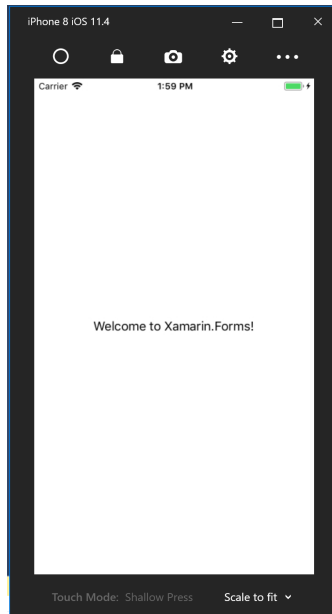 iPhone 8 iOS 11.4
Carrier 1:59 PM
Welcome to Xamarin.Forms!
Touch Mode: Shallow Press Scale to fit